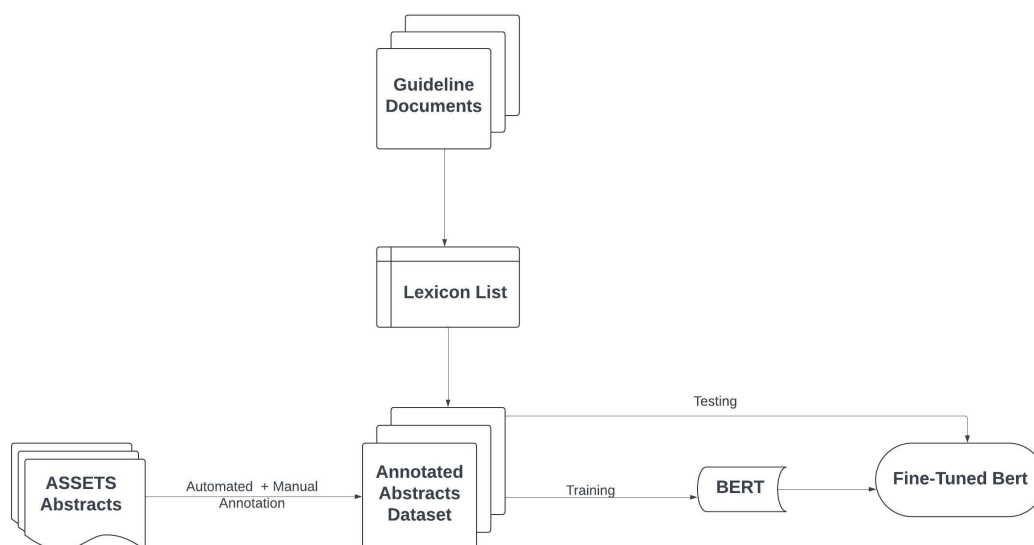 Guideline
Documents
Lexicon List
Testing
ASSETS
Abstracts
Automated + Manual
Annotation
Annotated
Abstracts
Dataset
Training
BERT
Fine-Tuned Bert